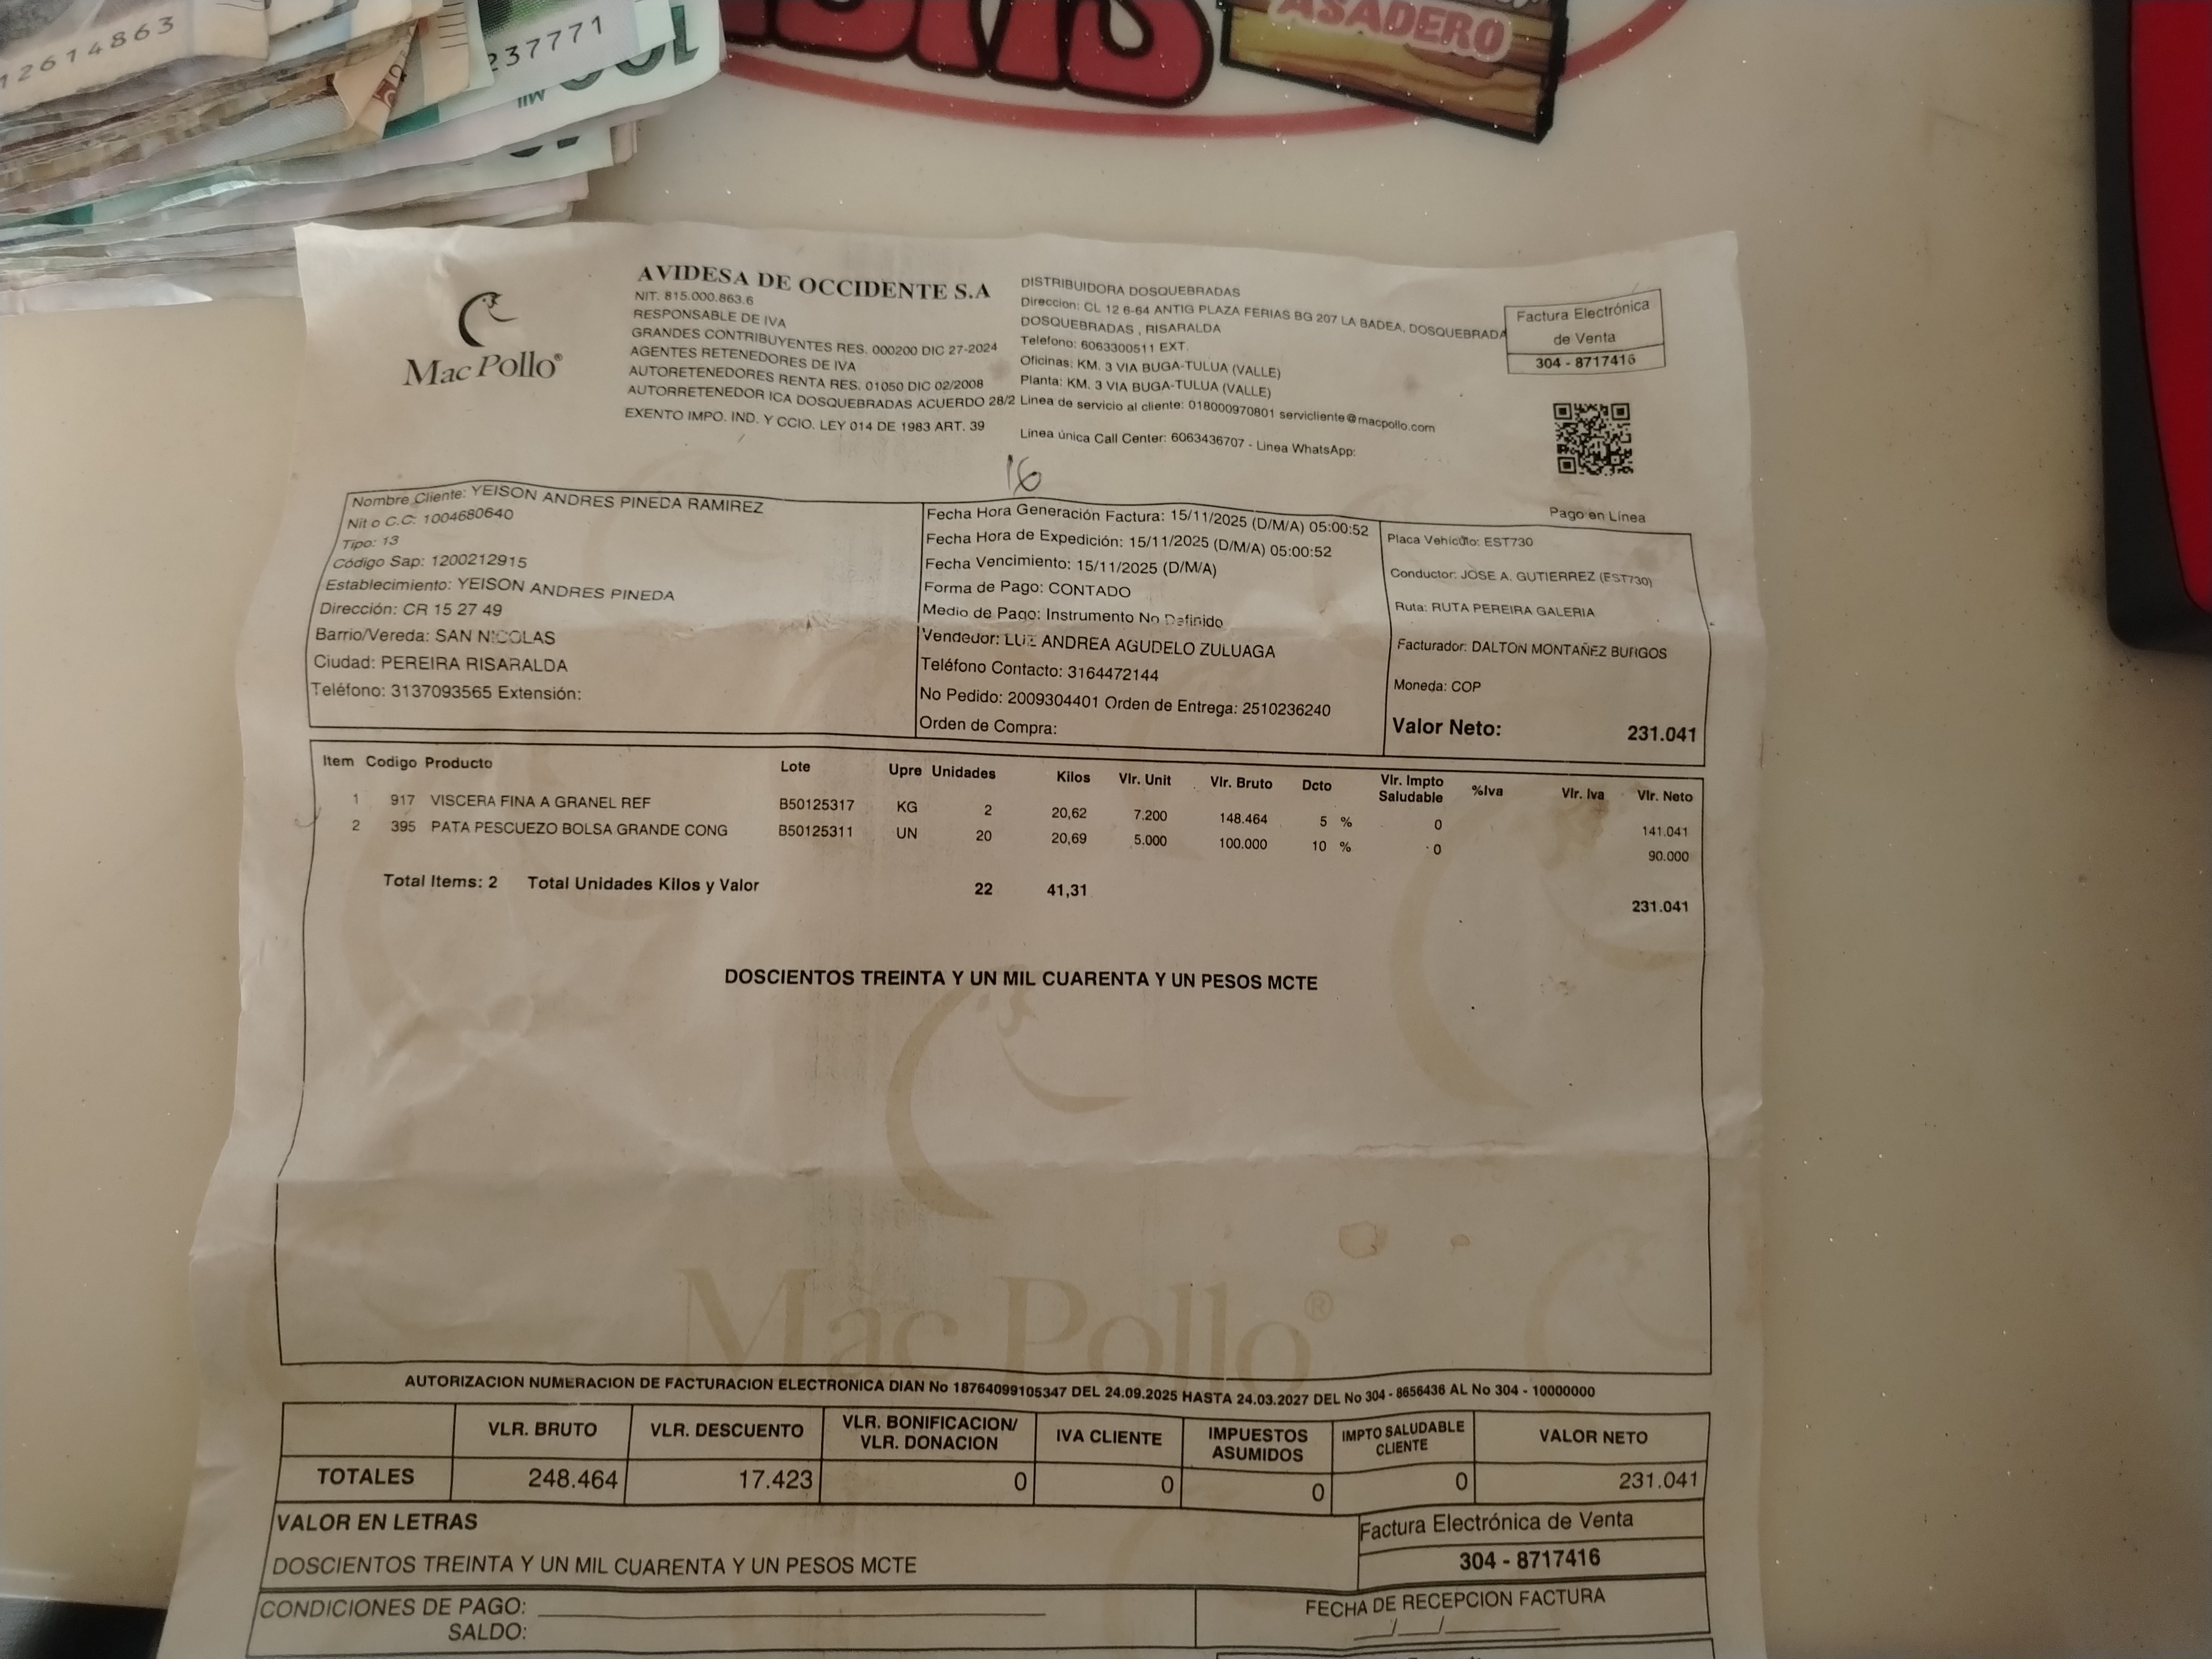 12614863
237771
ASADERO
Mac Pollo®
AVIDESA DE OCCIDENTE S.A
NIT. 815.000.863.6
RESPONSABLE DE IVA
GRANDES CONTRIBUYENTES RES. 000200 DIC 27-2024
AGENTES RETENEDORES DE IVA
AUTORETENEDORES RENTA RES. 01050 DIC 02/2008
AUTORRETENEDOR ICA DOSQUEBRADAS ACUERDO 28/2
EXENTO IMPO. IND. Y CCIO. LEY 014 DE 1983 ART. 39
DISTRIBUIDORA DOSQUEBRADAS
Direccion: CL 12 6-64 ANTIG PLAZA FERIAS BG 207 LA BADEA, DOSQUEBRADA
DOSQUEBRADAS , RISARALDA
Telefono: 6063300511 EXT.
Oficinas: KM. 3 VIA BUGA-TULUA (VALLE)
Planta: KM. 3 VIA BUGA-TULUA (VALLE)
Linea de servicio al cliente: 018000970801 servicliente@macpollo.com
Linea única Call Center: 6063436707 - Linea WhatsApp:
Factura Electrónica
de Venta
304 - 8717416
Pago en Línea
16
Nombre Cliente: YEISON ANDRES PINEDA RAMIREZ
Nit o C.C: 1004680640
Tipo: 13
Código Sap: 1200212915
Establecimiento: YEISON ANDRES PINEDA
Dirección: CR 15 27 49
Barrio/Vereda: SAN NICOLAS
Ciudad: PEREIRA RISARALDA
Teléfono: 3137093565 Extensión:
Fecha Hora Generación Factura: 15/11/2025 (D/M/A) 05:00:52
Fecha Hora de Expedición: 15/11/2025 (D/M/A) 05:00:52
Fecha Vencimiento: 15/11/2025 (D/M/A)
Forma de Pago: CONTADO
Medio de Pago: Instrumento No Definido
Vendedor: LUZ ANDREA AGUDELO ZULUAGA
Teléfono Contacto: 3164472144
No Pedido: 2009304401 Orden de Entrega: 2510236240
Orden de Compra:
Placa Vehículo: EST730
Conductor: JOSE A. GUTIERREZ (EST730)
Ruta: RUTA PEREIRA GALERIA
Facturador: DALTON MONTAÑEZ BURGOS
Moneda: COP
Valor Neto: 231.041
Item Codigo Producto Lote Upre Unidades Kilos Vlr. Unit Vlr. Bruto Dcto Vlr. Impto Saludable %Iva Vlr. Iva Vlr. Neto
1 917 VISCERA FINA A GRANEL REF B50125317 KG 2 20,62 7.200 148.464 5 % 0 141.041
2 395 PATA PESCUEZO BOLSA GRANDE CONG B50125311 UN 20 20,69 5.000 100.000 10 % 0 90.000
Total Items: 2 Total Unidades Kilos y Valor 22 41,31 231.041
DOSCIENTOS TREINTA Y UN MIL CUARENTA Y UN PESOS MCTE
Mac Pollo®
AUTORIZACION NUMERACION DE FACTURACION ELECTRONICA DIAN No 18764099105347 DEL 24.09.2025 HASTA 24.03.2027 DEL No 304 - 8656436 AL No 304 - 10000000
VLR. BRUTO VLR. DESCUENTO VLR. BONIFICACION/ VLR. DONACION IVA CLIENTE IMPUESTOS ASUMIDOS IMPTO SALUDABLE CLIENTE VALOR NETO
TOTALES 248.464 17.423 0 0 0 0 231.041
VALOR EN LETRAS
DOSCIENTOS TREINTA Y UN MIL CUARENTA Y UN PESOS MCTE
Factura Electrónica de Venta
304 - 8717416
CONDICIONES DE PAGO:
SALDO:
FECHA DE RECEPCION FACTURA